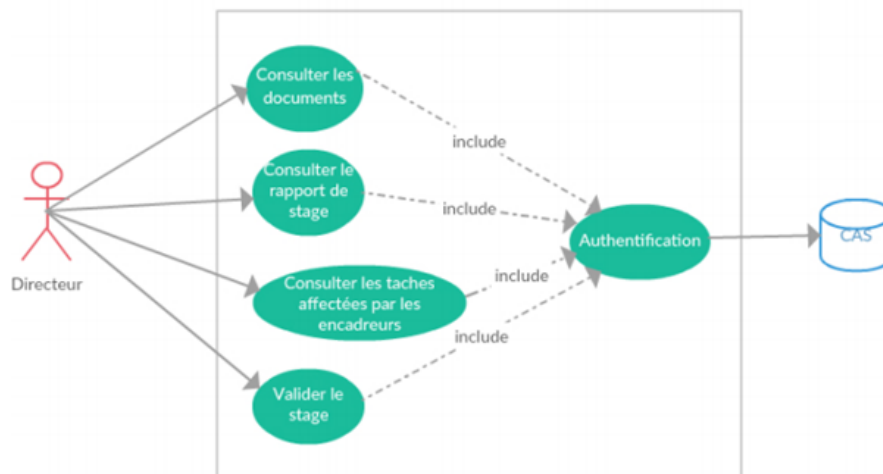 Consulter les
documents
include
Consulter le
rapport de
stage
include
Authentification
CAS
Directeur
Consulter les taches
affectées par les
encadreurs
include
include
Valider le
stage